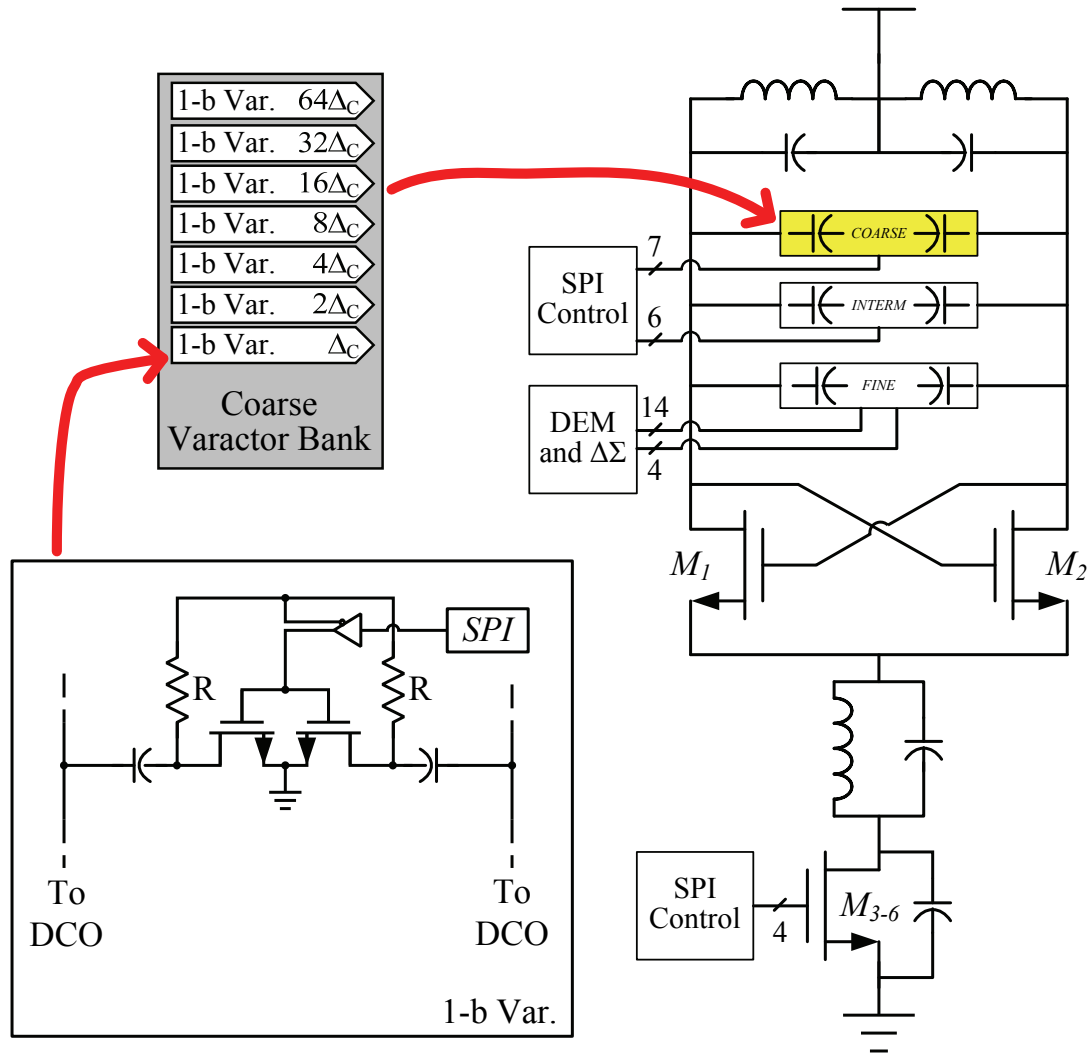 1-b Var. 64ΔC
1-b Var. 32ΔC
1-b Var. 16ΔC
1-b Var. 8ΔC
1-b Var. 4ΔC
1-b Var. 2ΔC
1-b Var. ΔC
Coarse
Varactor Bank
COARSE
7
SPI
Control
INTERM
6
FINE
14
DEM
and ΔΣ
4
M1
M2
SPI
R
R
To
DCO
To
DCO
1-b Var.
SPI
Control
4
M3-6